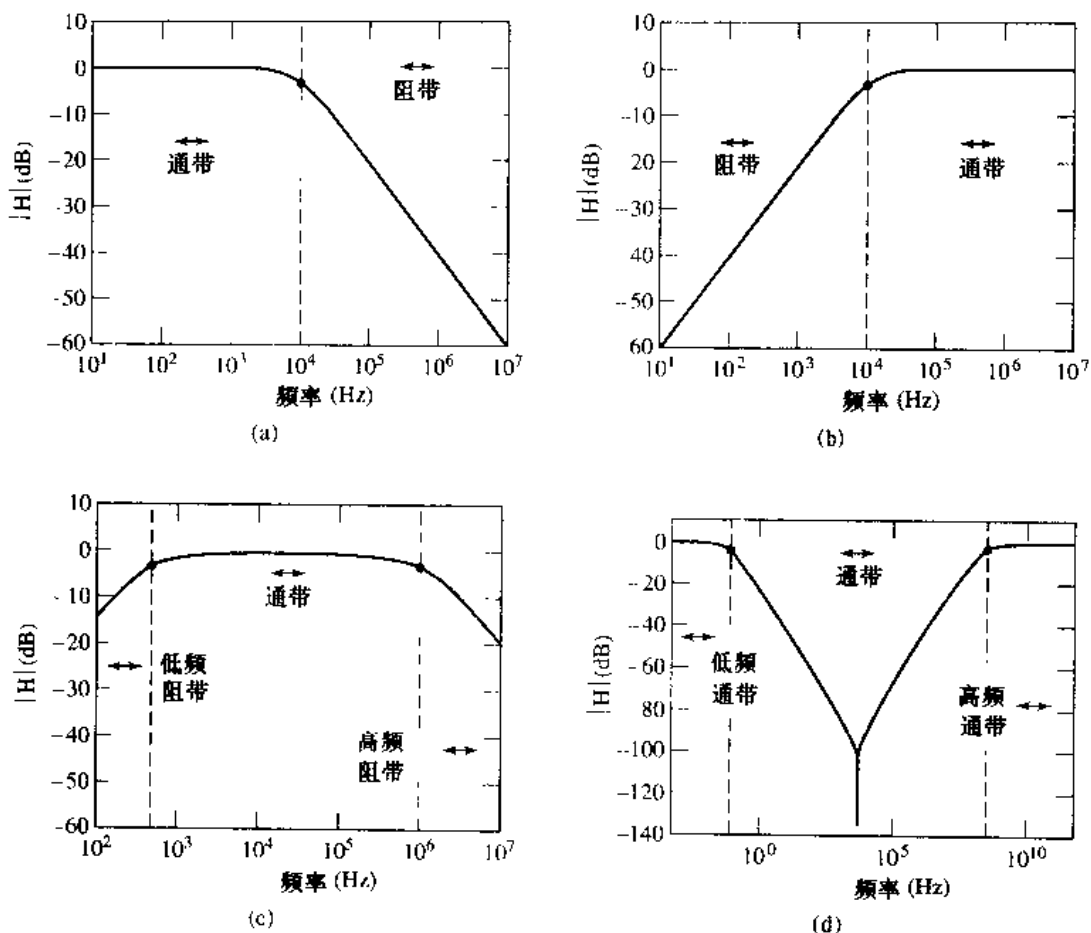 10
0
-10
-20
-30
-40
-50
-60
|H|(dB)
阻带
通带
10¹ 10² 10³ 10⁴ 10⁵ 10⁶ 10⁷
频率 (Hz)
(a)
10
0
-10
-20
-30
-40
-50
60
|H|(dB)
阻带
通带
10¹ 10² 10³ 10⁴ 10⁵ 10⁶ 10⁷
频率 (Hz)
(b)
10
0
-10
-20
-30
-40
-50
-60
|H|(dB)
通带
低频
阻带
高频
阻带
10² 10³ 10⁴ 10⁵ 10⁶ 10⁷
频率 (Hz)
(c)
0
-20
-40
-60
-80
-100
-120
-140
|H|(dB)
通带
低频
通带
高频
通带
10⁰ 10⁵ 10¹⁰
频率 (Hz)
(d)